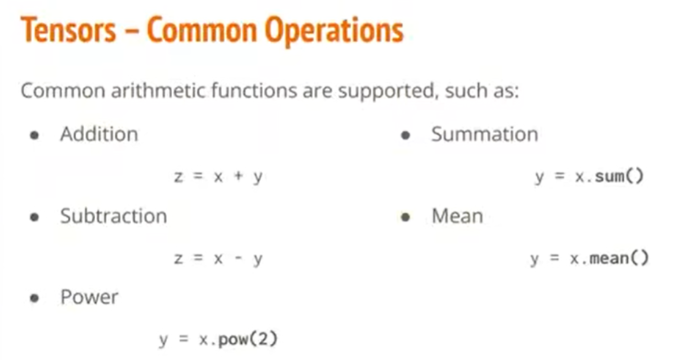 Tensors – Common Operations
Common arithmetic functions are supported, such as:
● Addition
z = x + y
● Subtraction
z = x - y
● Power
y = x.pow(2)
● Summation
y = x.sum()
● Mean
y = x.mean()